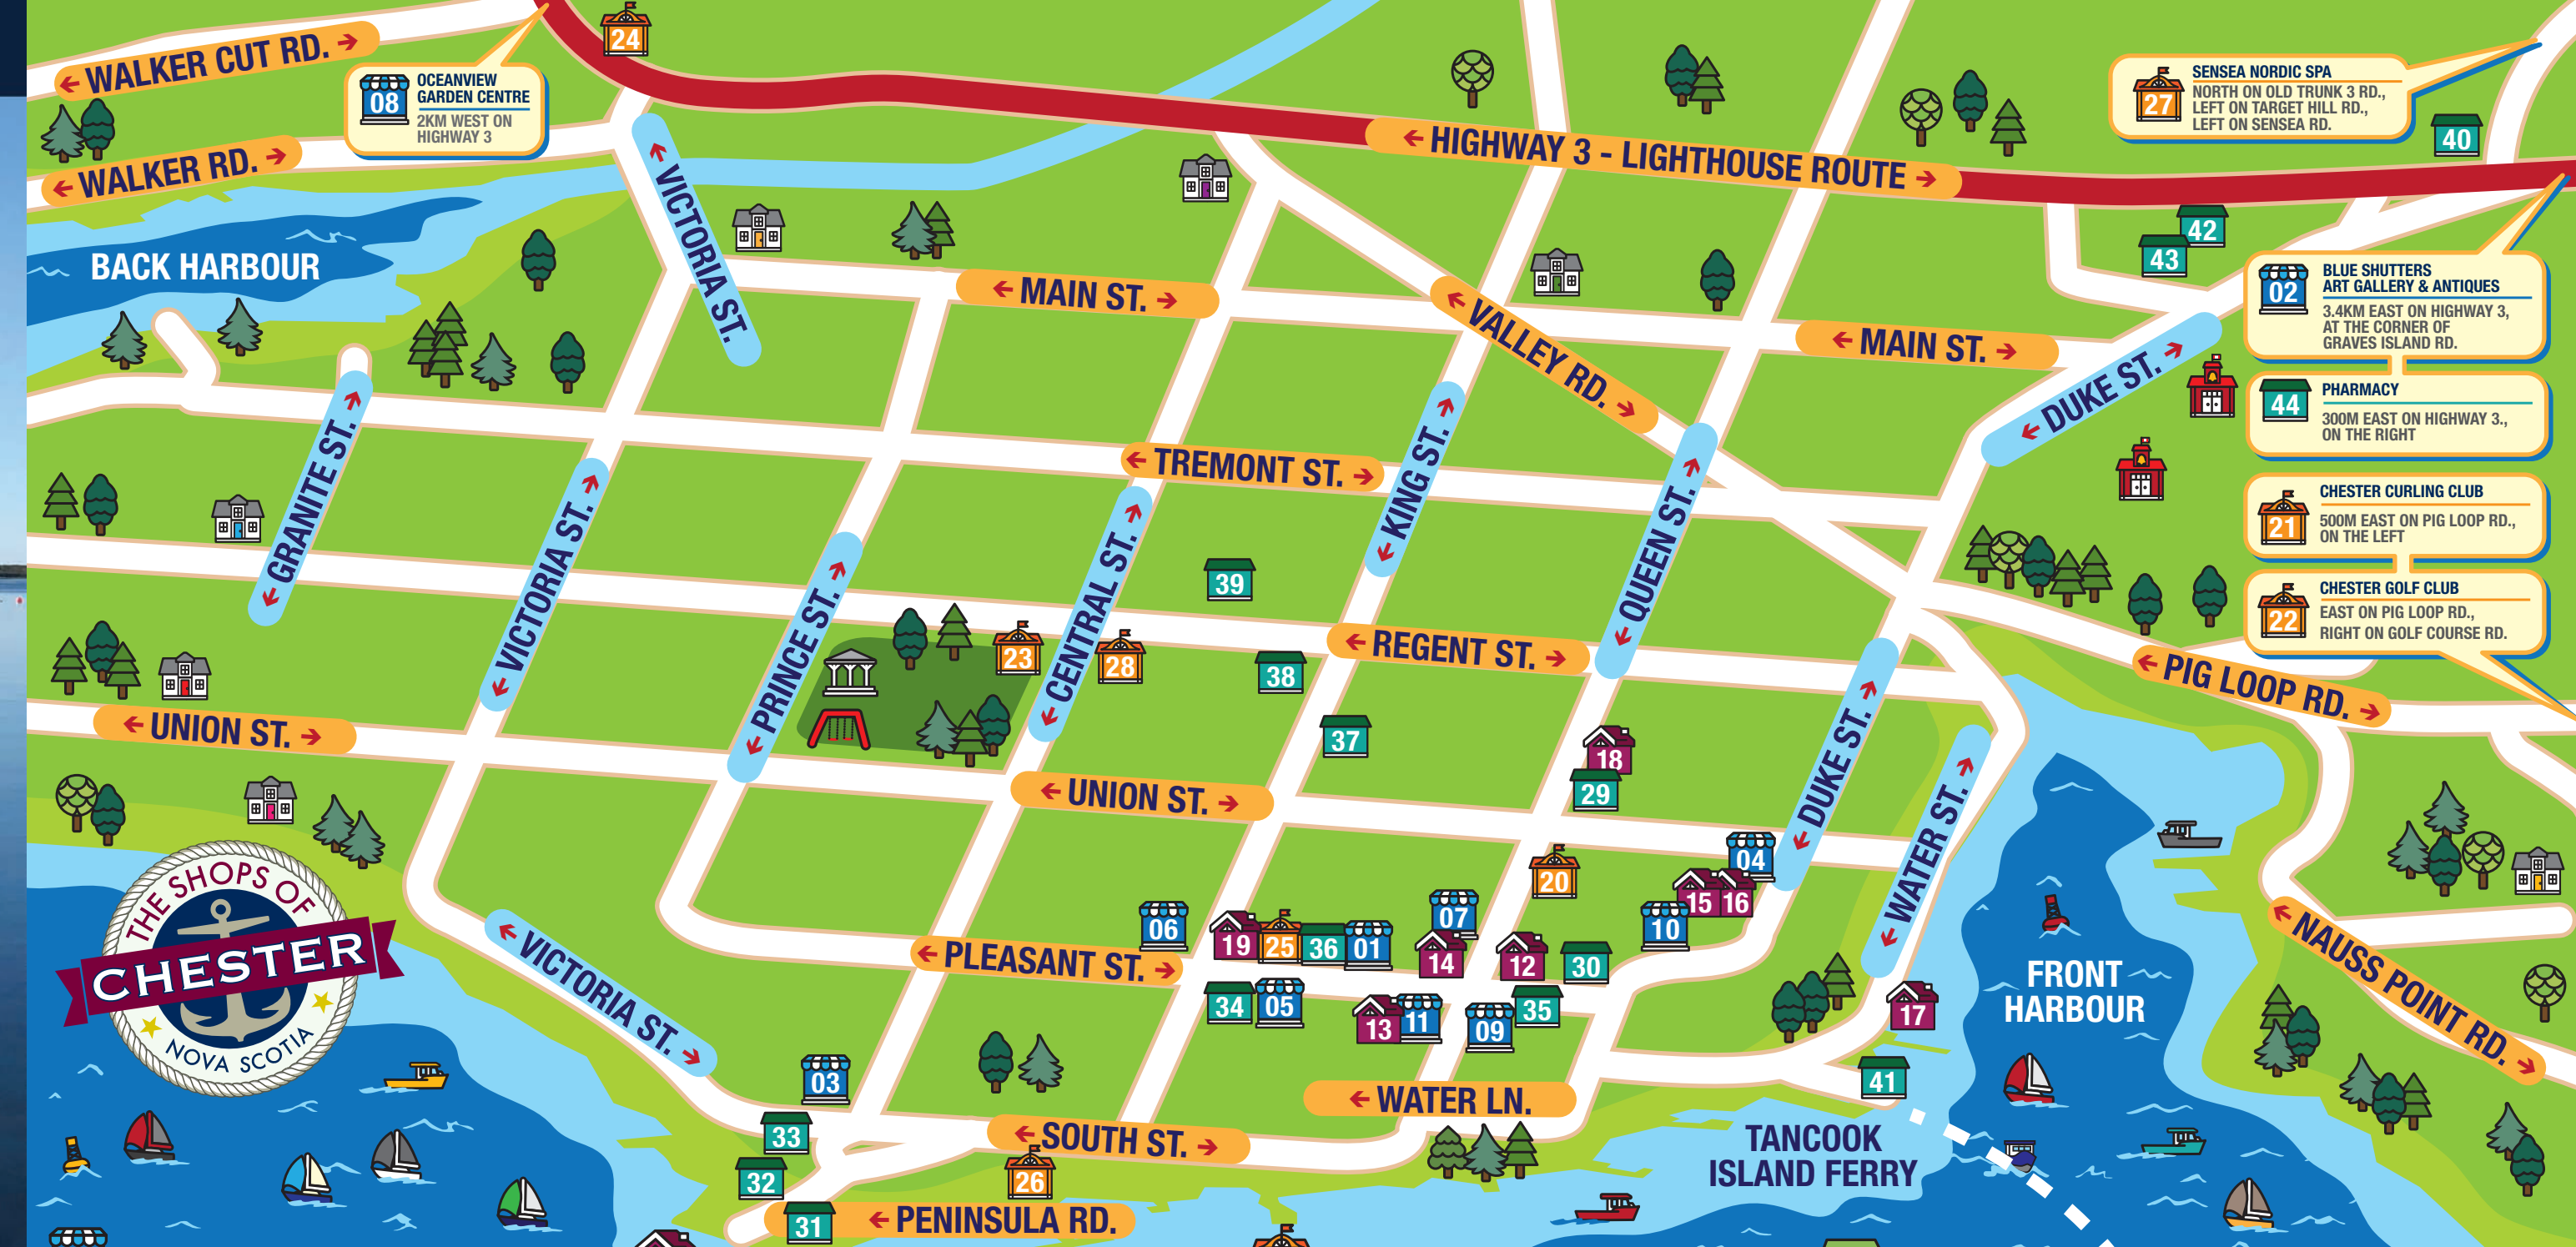 24
WALKER CUT RD.
08
OCEANVIEW
GARDEN CENTRE
2KM WEST ON
HIGHWAY 3
WALKER RD.
HIGHWAY 3 - LIGHTHOUSE ROUTE
27
SENSEA NORDIC SPA
NORTH ON OLD TRUNK 3 RD.,
LEFT ON TARGET HILL RD.,
LEFT ON SENSEA RD.
40
VICTORIA ST.
BACK HARBOUR
MAIN ST.
VALLEY RD.
MAIN ST.
42
43
02
BLUE SHUTTERS
ART GALLERY & ANTIQUES
3.4KM EAST ON HIGHWAY 3,
AT THE CORNER OF
GRAVES ISLAND RD.
DUKE ST.
44
PHARMACY
300M EAST ON HIGHWAY 3.,
ON THE RIGHT
GRANITE ST.
VICTORIA ST.
TREMONT ST.
KING ST.
QUEEN ST.
21
CHESTER CURLING CLUB
500M EAST ON PIG LOOP RD.,
ON THE LEFT
22
CHESTER GOLF CLUB
EAST ON PIG LOOP RD.,
RIGHT ON GOLF COURSE RD.
PRINCE ST.
CENTRAL ST.
39
23
28
38
REGENT ST.
PIG LOOP RD.
UNION ST.
37
18
29
DUKE ST.
WATER ST.
UNION ST.
04
20
15
16
10
THE SHOPS OF
CHESTER
NOVA SCOTIA
VICTORIA ST.
PLEASANT ST.
06
19
25
36
01
07
14
12
30
34
05
13
11
09
35
17
FRONT
HARBOUR
NAUSS POINT RD.
03
33
32
31
WATER LN.
SOUTH ST.
26
PENINSULA RD.
41
TANCOOK
ISLAND FERRY